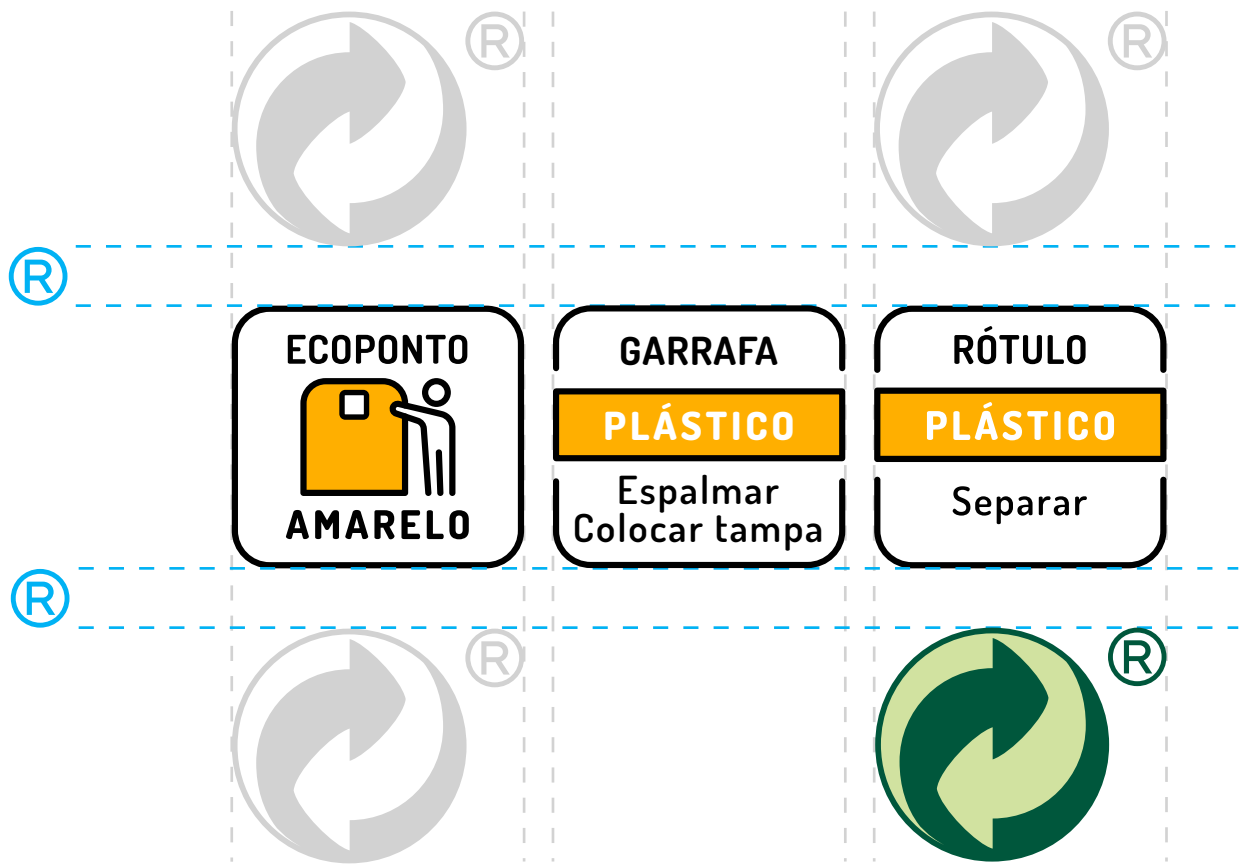 ®
®
®
ECOPONTO
AMARELO
GARRAFA
PLÁSTICO
Espalmar
Colocar tampa
RÓTULO
PLÁSTICO
Separar
®
®
®